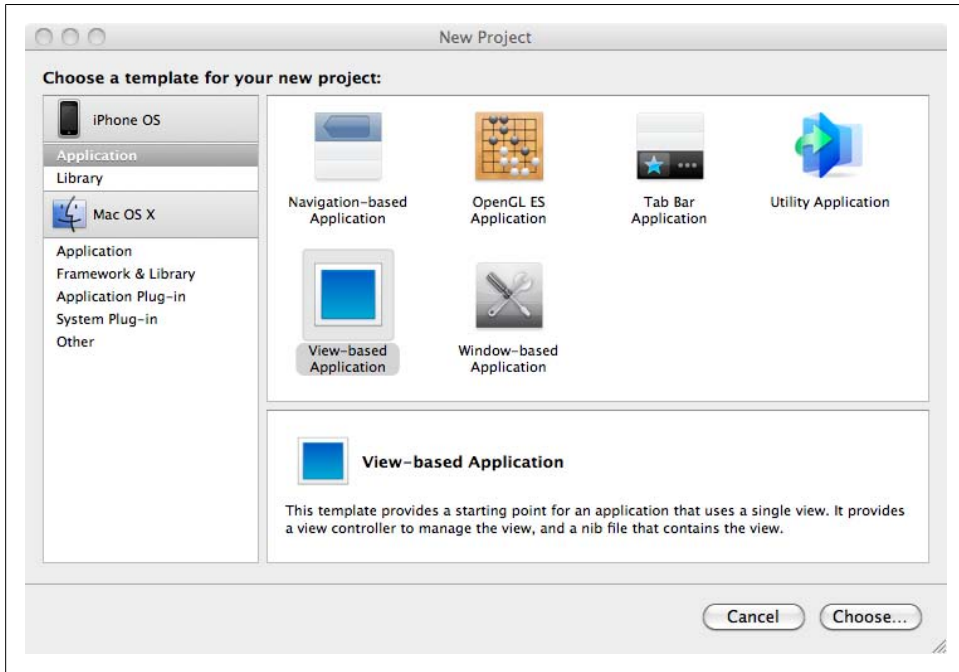 New Project
Choose a template for your new project:
iPhone OS
Application
Library
Mac OS X
Application
Framework & Library
Application Plug-in
System Plug-in
Other
Navigation-based
Application
OpenGL ES
Application
Tab Bar
Application
Utility Application
View-based
Application
Window-based
Application
View-based Application
This template provides a starting point for an application that uses a single view. It provides
a view controller to manage the view, and a nib file that contains the view.
Cancel
Choose...